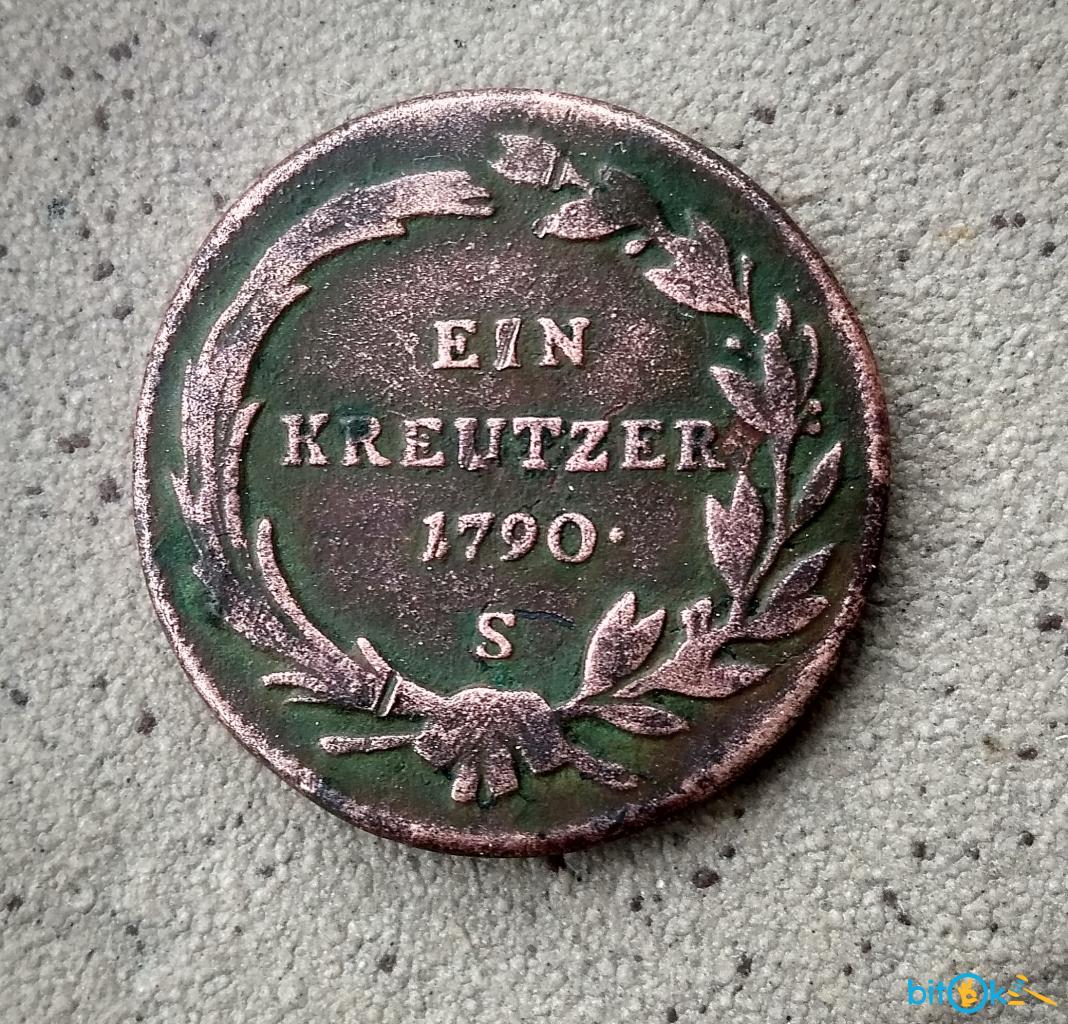 EIN
KREUTZER
1790.
S
bitok